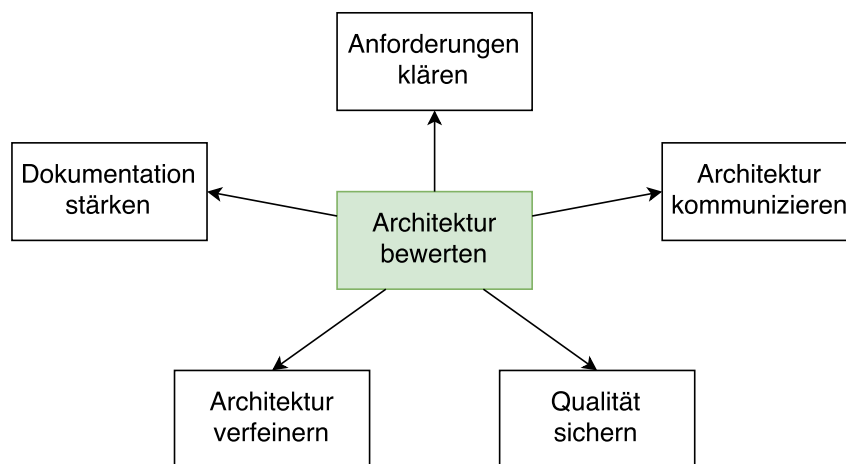 Anforderungen
klären
Dokumentation
stärken
Architektur
kommunizieren
Architektur
bewerten
Architektur
verfeinern
Qualität
sichern